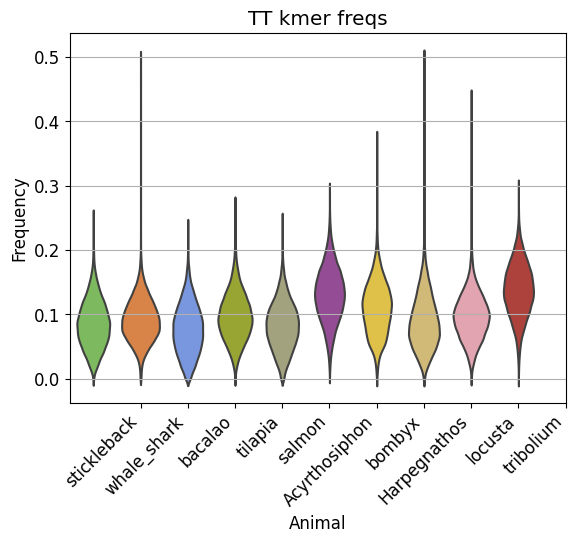 TT kmer freqs
0.5
0.4
0.3
0.2
0.1
0.0
Frequency
stickleback
whale_shark
bacalao
tilapia
salmon
Acyrthosiphon
bombyx
Harpegnathos
locusta
tribolium
Animal